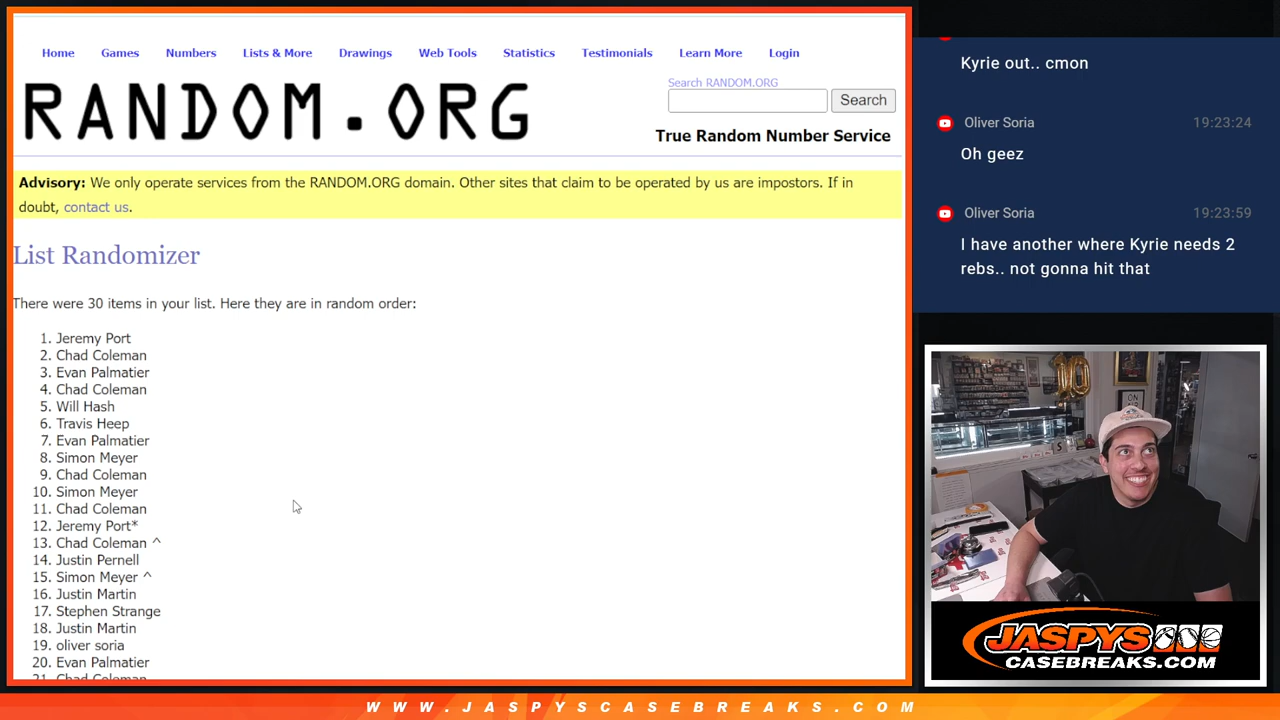 Home Games Numbers Lists & More Drawings Web Tools Statistics Testimonials Learn More Login
RANDOM.ORG
Search RANDOM.ORG
Search
True Random Number Service
Advisory: We only operate services from the RANDOM.ORG domain. Other sites that claim to be operated by us are impostors. If in
doubt, contact us.
List Randomizer
There were 30 items in your list. Here they are in random order:
1. Jeremy Port
2. Chad Coleman
3. Evan Palmatier
4. Chad Coleman
5. Will Hash
6. Travis Heep
7. Evan Palmatier
8. Simon Meyer
9. Chad Coleman
10. Simon Meyer
11. Chad Coleman
12. Jeremy Port*
13. Chad Coleman ^
14. Justin Pernell
15. Simon Meyer ^
16. Justin Martin
17. Stephen Strange
18. Justin Martin
19. oliver soria
20. Evan Palmatier
21. Chad Coleman
Kyrie out.. cmon
Oliver Soria 19:23:24
Oh geez
Oliver Soria 19:23:59
I have another where Kyrie needs 2
rebs.. not gonna hit that
10
ON
JASPYS
CASEBREAKS.COM
WWW.JASPYSCASEBREAKS.COM